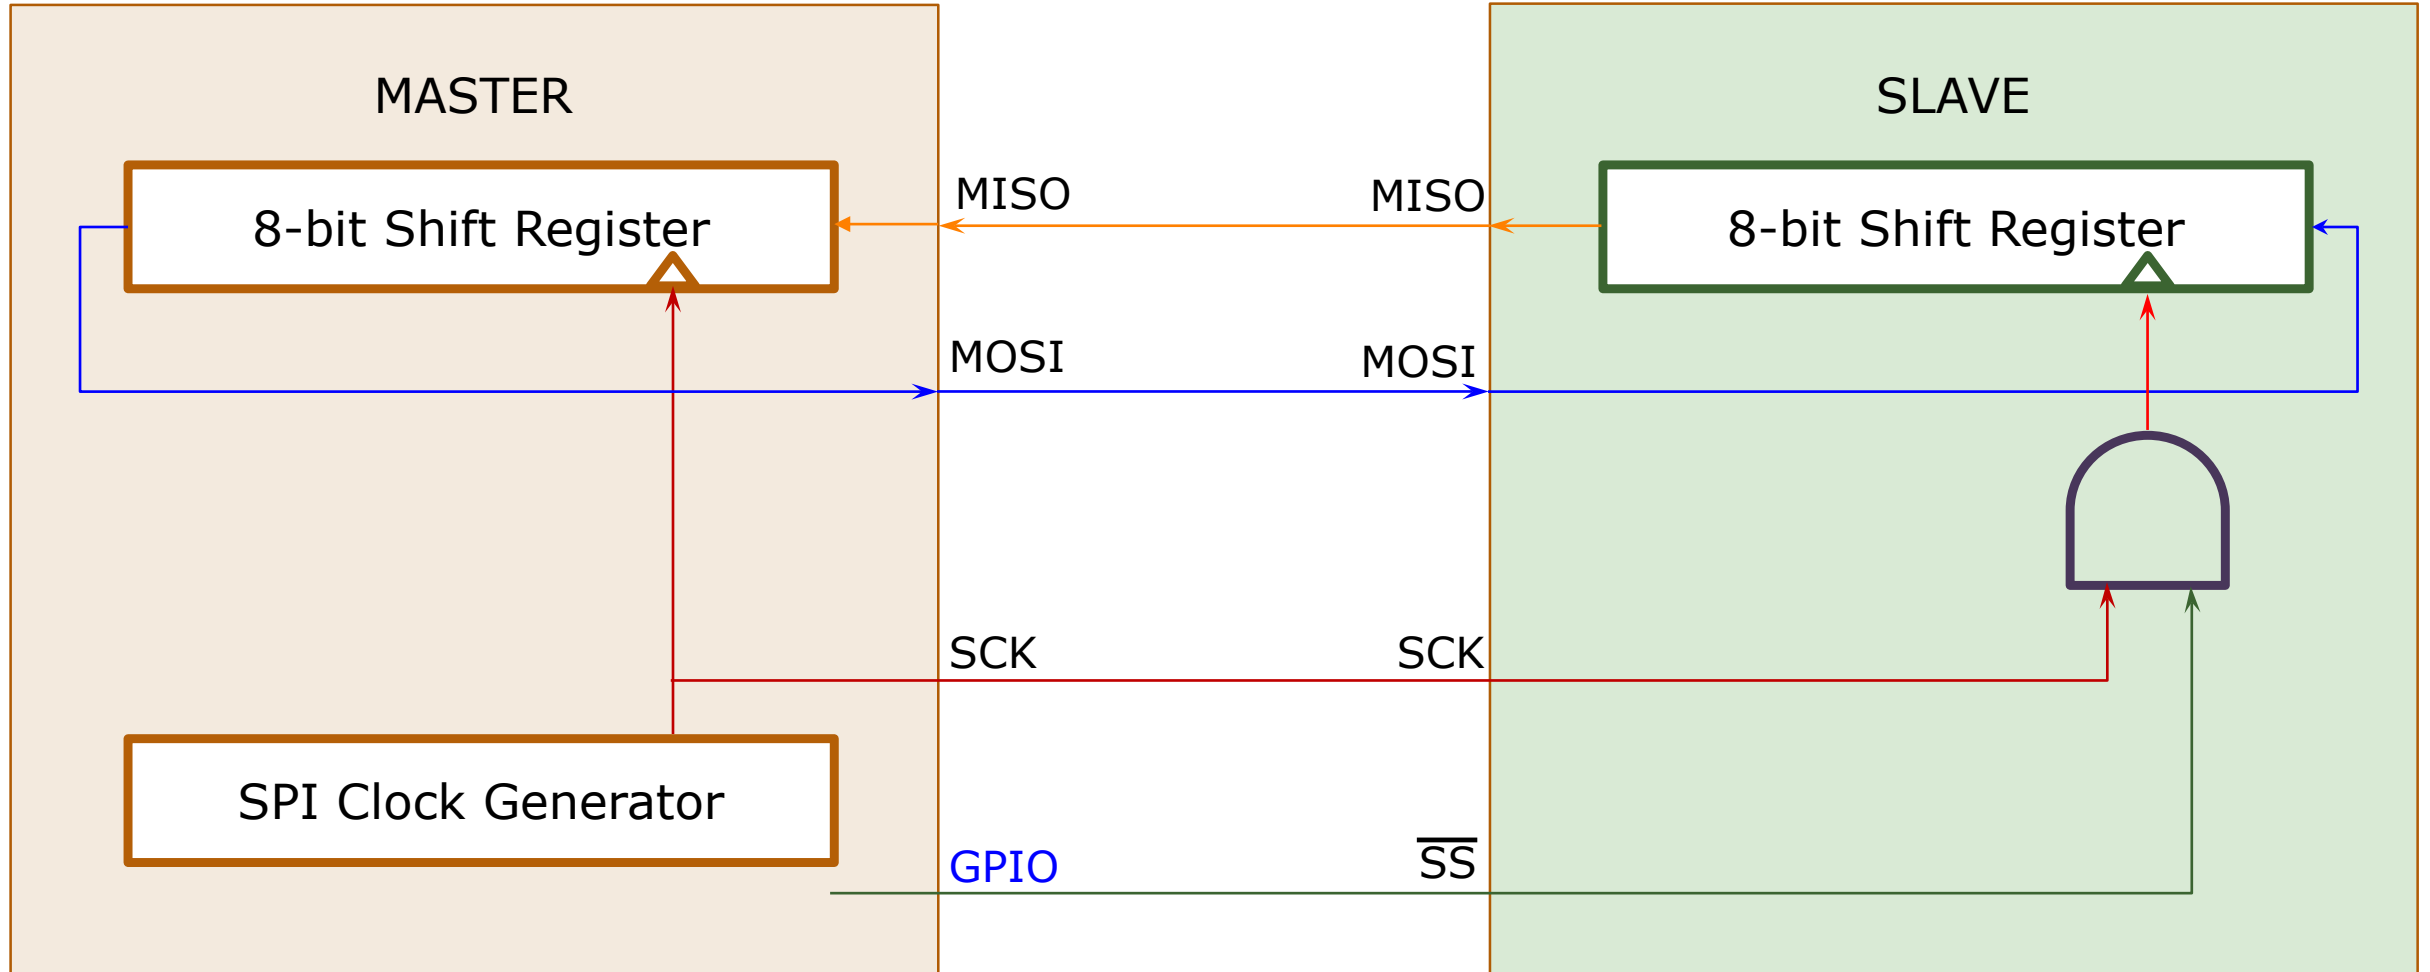 MASTER
SLAVE
8-bit Shift Register
MISO
MISO
8-bit Shift Register
MOSI
MOSI
SCK
SCK
SPI Clock Generator
GPIO
S̅S̅